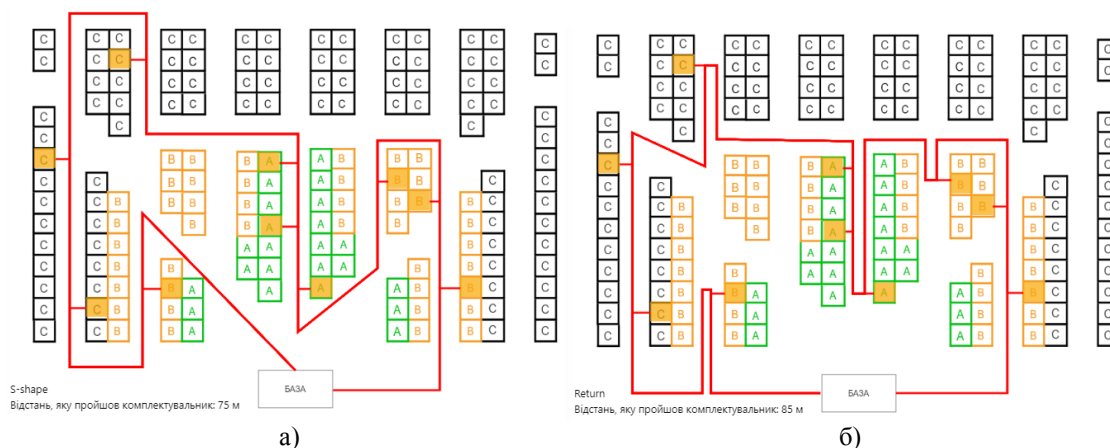 C C C C C C C C C C C C C C
C C C C C C C C C C C C C C
C C C C C C C C C C C C
C C C C C C C C C C C C
C C
C C
C C
C B B B A A B B B C
C C B B B A A B B B C C
C C B B B B A A B B B B C C
C C B B B A A B B B C C
C C B A A A A A B C C
C C B B A A A A A B B C C
C C B B A A A A B B C C
C C B B A A B B C C
C C B B A A B B C C
БАЗА
S-shape
Відстань, яку пройшов комплектувальник: 75 м
а)
C C C C C C C C C C C C C C
C C C C C C C C C C C C C C
C C C C C C C C C C C C
C C C C C C C C C C C C
C C
C C
C C
C B B B A A B B B C
C C B B B A A B B B C C
C C B B B B A A B B B B C C
C C B B B A A B B B C C
C C B A A A A A B C C
C C B B A A A A A B B C C
C C B B A A A A B B C C
C C B B A A B B C C
C C B B A A B B C C
БАЗА
Return
Відстань, яку пройшов комплектувальник: 85 м
б)